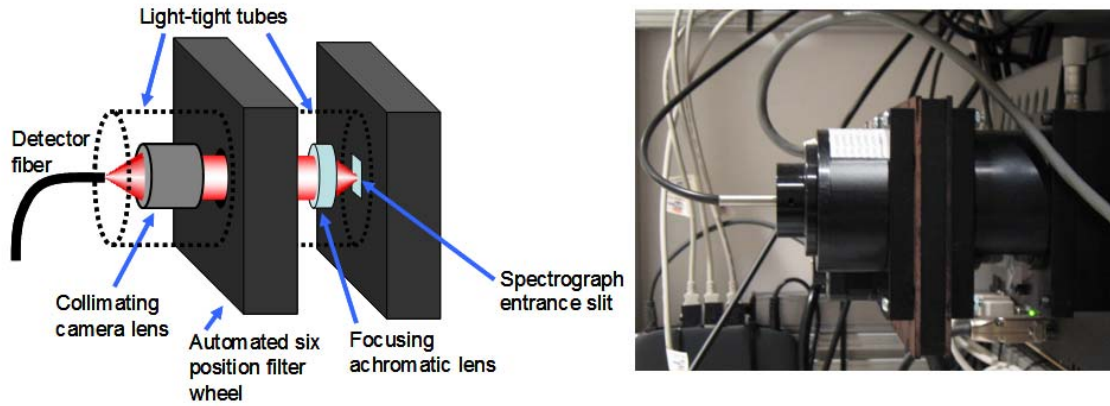 Light-tight tubes
Detector
fiber
Collimating
camera lens
Automated six
position filter
wheel
Focusing
achromatic lens
Spectrograph
entrance slit